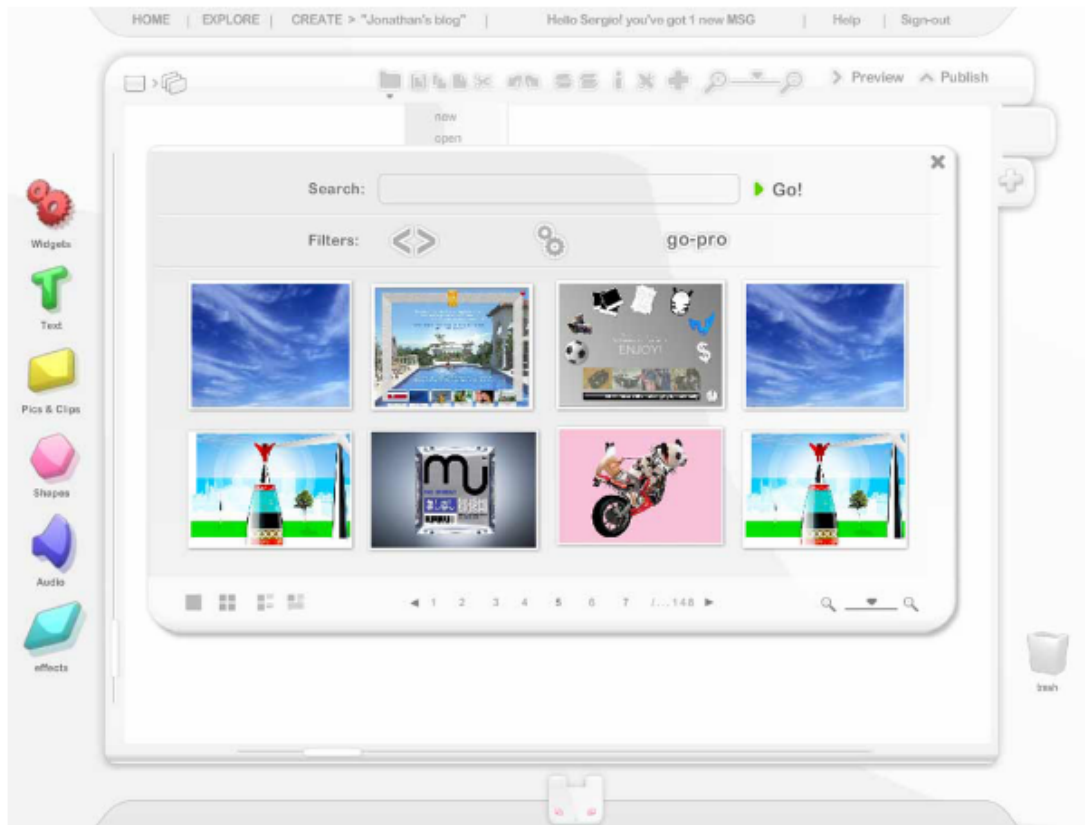 HOME | EXPLORE | CREATE > "Jonathan's blog" | Hello Sergio! you've got 1 new MSG | Help | Sign-out
Preview Publish
new
open
Search: Go!
Filters: <> go-pro
Widgets
Text
Pics & Clips
Shapes
Audio
effects
ENJOY!
mu
1 2 3 4 5 6 7 /...148
trash